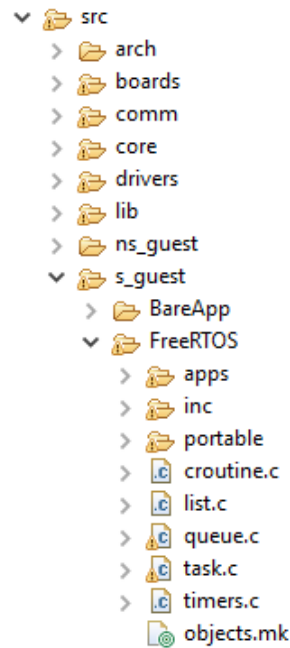 src
arch
boards
comm
core
drivers
lib
ns_guest
s_guest
BareApp
FreeRTOS
apps
inc
portable
croutine.c
list.c
queue.c
task.c
timers.c
objects.mk